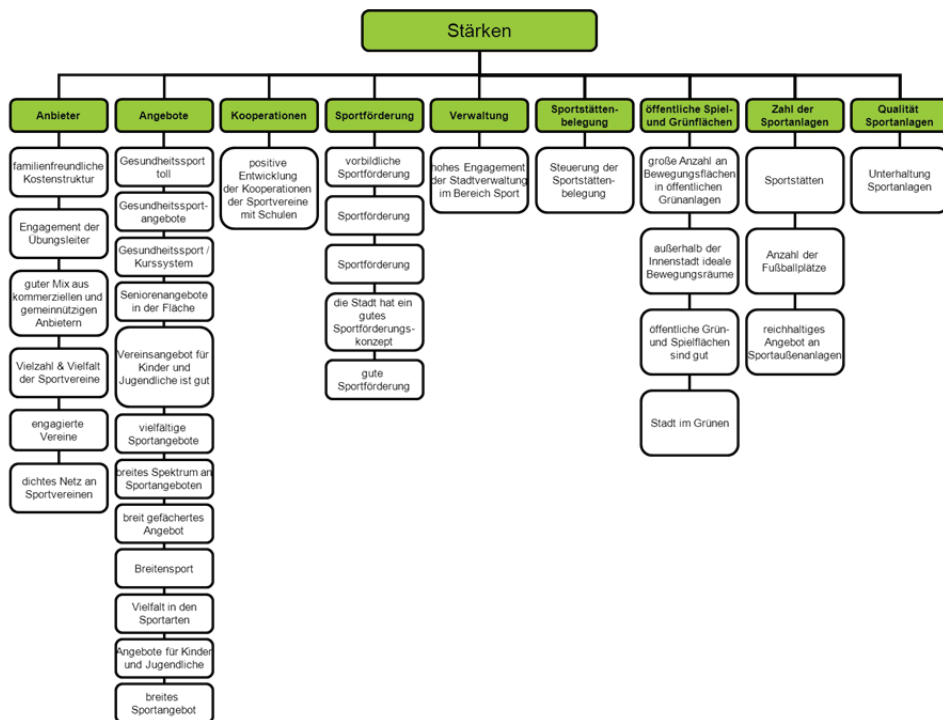 Stärken
Anbieter
familienfreundliche
Kostenstruktur
Engagement der
Übungsleiter
guter Mix aus
kommerziellen und
gemeinnützigen
Anbietern
Vielzahl & Vielfalt
der Sportvereine
engagierte
Vereine
dichtes Netz an
Sportvereinen
Angebote
Gesundheitssport
toll
Gesundheitssport-
angebote
Gesundheitssport /
Kurssystem
Seniorenangebote
in der Fläche
Vereinsangebot für
Kinder und
Jugendliche ist gut
vielfältige
Sportangebote
breites Spektrum an
Sportangeboten
breit gefächertes
Angebot
Breitensport
Vielfalt in den
Sportarten
Angebote für Kinder
und Jugendliche
breites
Sportangebot
Kooperationen
positive
Entwicklung
der Kooperationen
der Sportvereine
mit Schulen
Sportförderung
vorbildliche
Sportförderung
Sportförderung
Sportförderung
die Stadt hat ein
gutes
Sportförderungs-
konzept
gute
Sportförderung
Verwaltung
hohes Engagement
der Stadtverwaltung
im Bereich Sport
Sportstätten-
belegung
Steuerung der
Sportstätten-
belegung
öffentliche Spiel-
und Grünflächen
große Anzahl an
Bewegungsflächen
in öffentlichen
Grünanlagen
außerhalb der
Innenstadt ideale
Bewegungsräume
öffentliche Grün-
und Spielflächen
sind gut
Stadt im Grünen
Zahl der
Sportanlagen
Sportstätten
Anzahl der
Fußballplätze
reichhaltiges
Angebot an
Sportaußenanlagen
Qualität
Sportanlagen
Unterhaltung
Sportanlagen